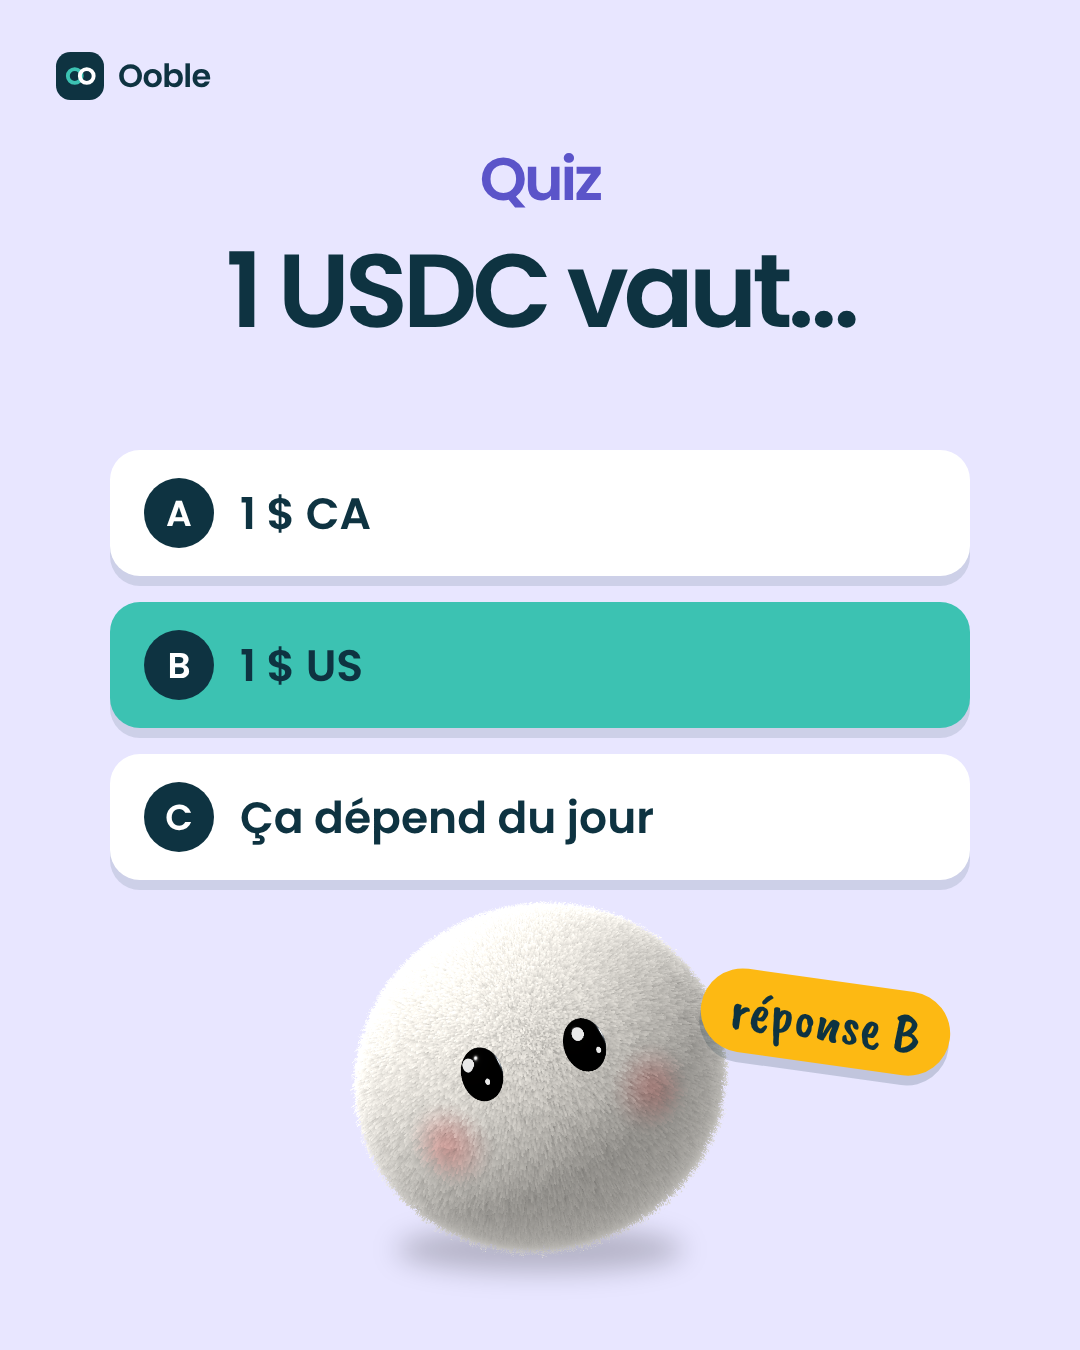 Ooble
Quiz
1 USDC vaut...
A 1 $ CA
B 1 $ US
C Ça dépend du jour
réponse B